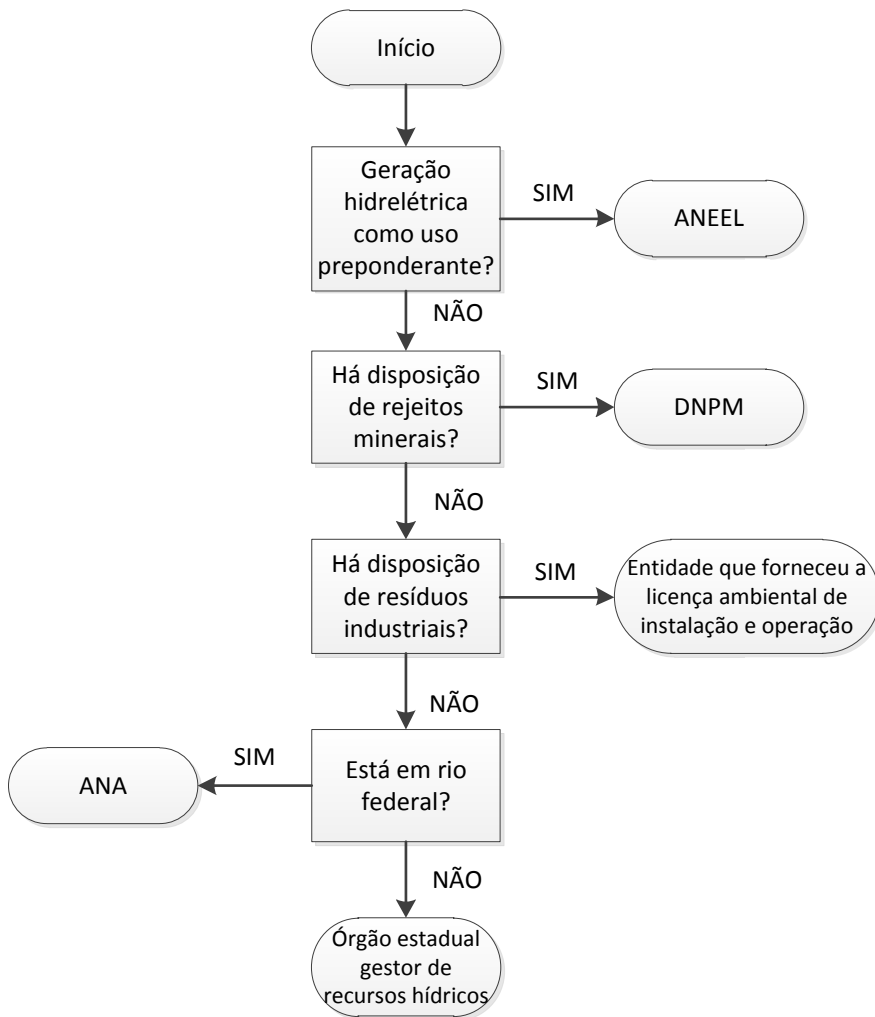 Início
Geração
hidrelétrica
como uso
preponderante?
SIM
ANEEL
NÃO
Há disposição
de rejeitos
minerais?
SIM
DNPM
NÃO
Há disposição
de resíduos
industriais?
SIM
Entidade que forneceu a
licença ambiental de
instalação e operação
NÃO
Está em rio
federal?
SIM
ANA
NÃO
Órgão estadual
gestor de
recursos hídricos